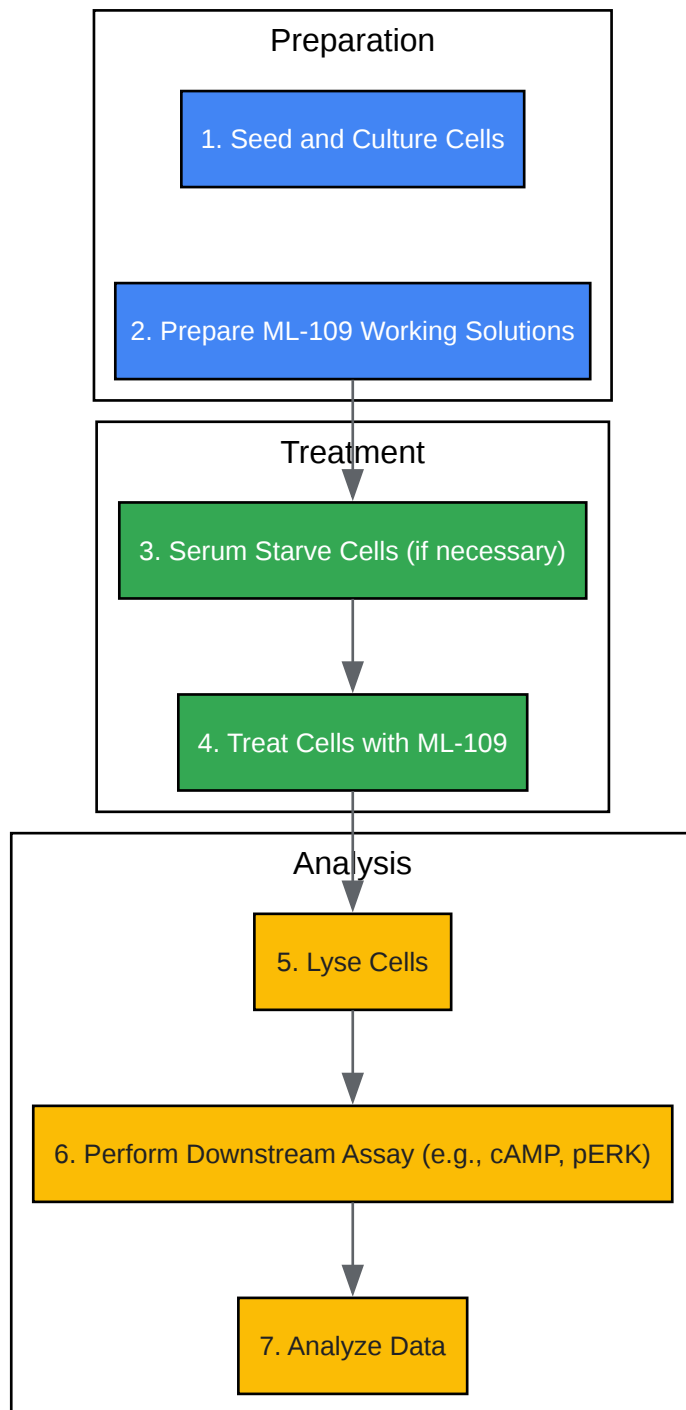 Preparation
1. Seed and Culture Cells
2. Prepare ML-109 Working Solutions
Treatment
3. Serum Starve Cells (if necessary)
4. Treat Cells with ML-109
Analysis
5. Lyse Cells
6. Perform Downstream Assay (e.g., cAMP, pERK)
7. Analyze Data